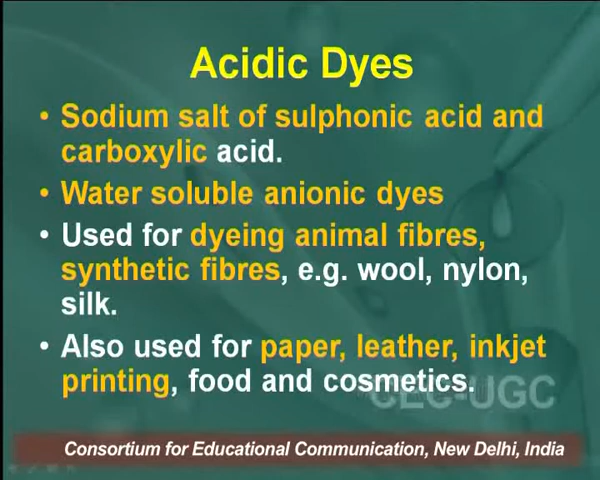 Acidic Dyes
• Sodium salt of sulphonic acid and
carboxylic acid.
• Water soluble anionic dyes
• Used for dyeing animal fibres,
synthetic fibres, e.g. wool, nylon,
silk.
• Also used for paper, leather, inkjet
printing, food and cosmetics.
CEC-UGC
Consortium for Educational Communication, New Delhi, India